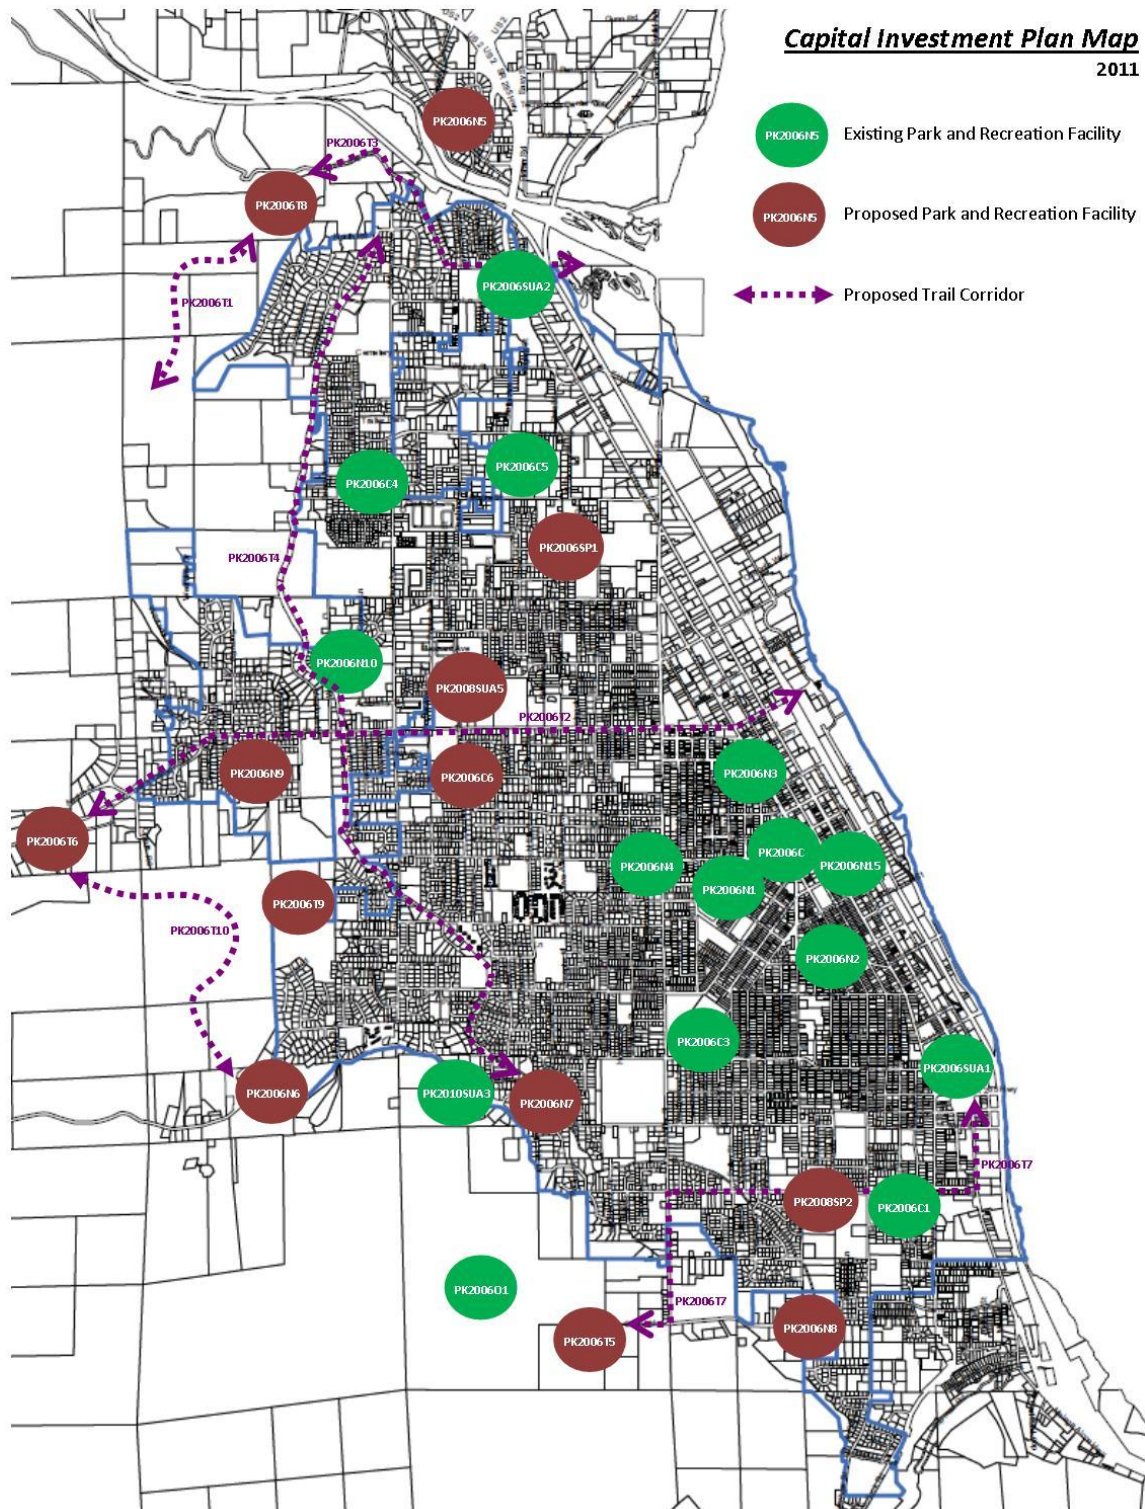 Capital Investment Plan Map
2011
PK2006N5 Existing Park and Recreation Facility
PK2006N5 Proposed Park and Recreation Facility
Proposed Trail Corridor
PK2006N5
PK2006T3
PK2006T8
PK2006SUA2
PK2006T1
Cemetery
PK2006C5
PK2006C4
PK2006SP1
PK2006T4
PK2006N10
PK2008SUA5
PK2006T2
PK2006N9
PK2006C6
PK2006N3
PK2006T6
PK2006N4
PK2006C
PK2006N15
PK2006N1
PK2006T9
PK2006T10
PK2006N2
PK2006C3
PK2006SUA1
PK2006N6
PK2010SUA3
PK2006N7
PK2006T7
PK2008SP2
PK2006C1
PK2006O1
PK2006T7
PK2006T5
PK2006N8